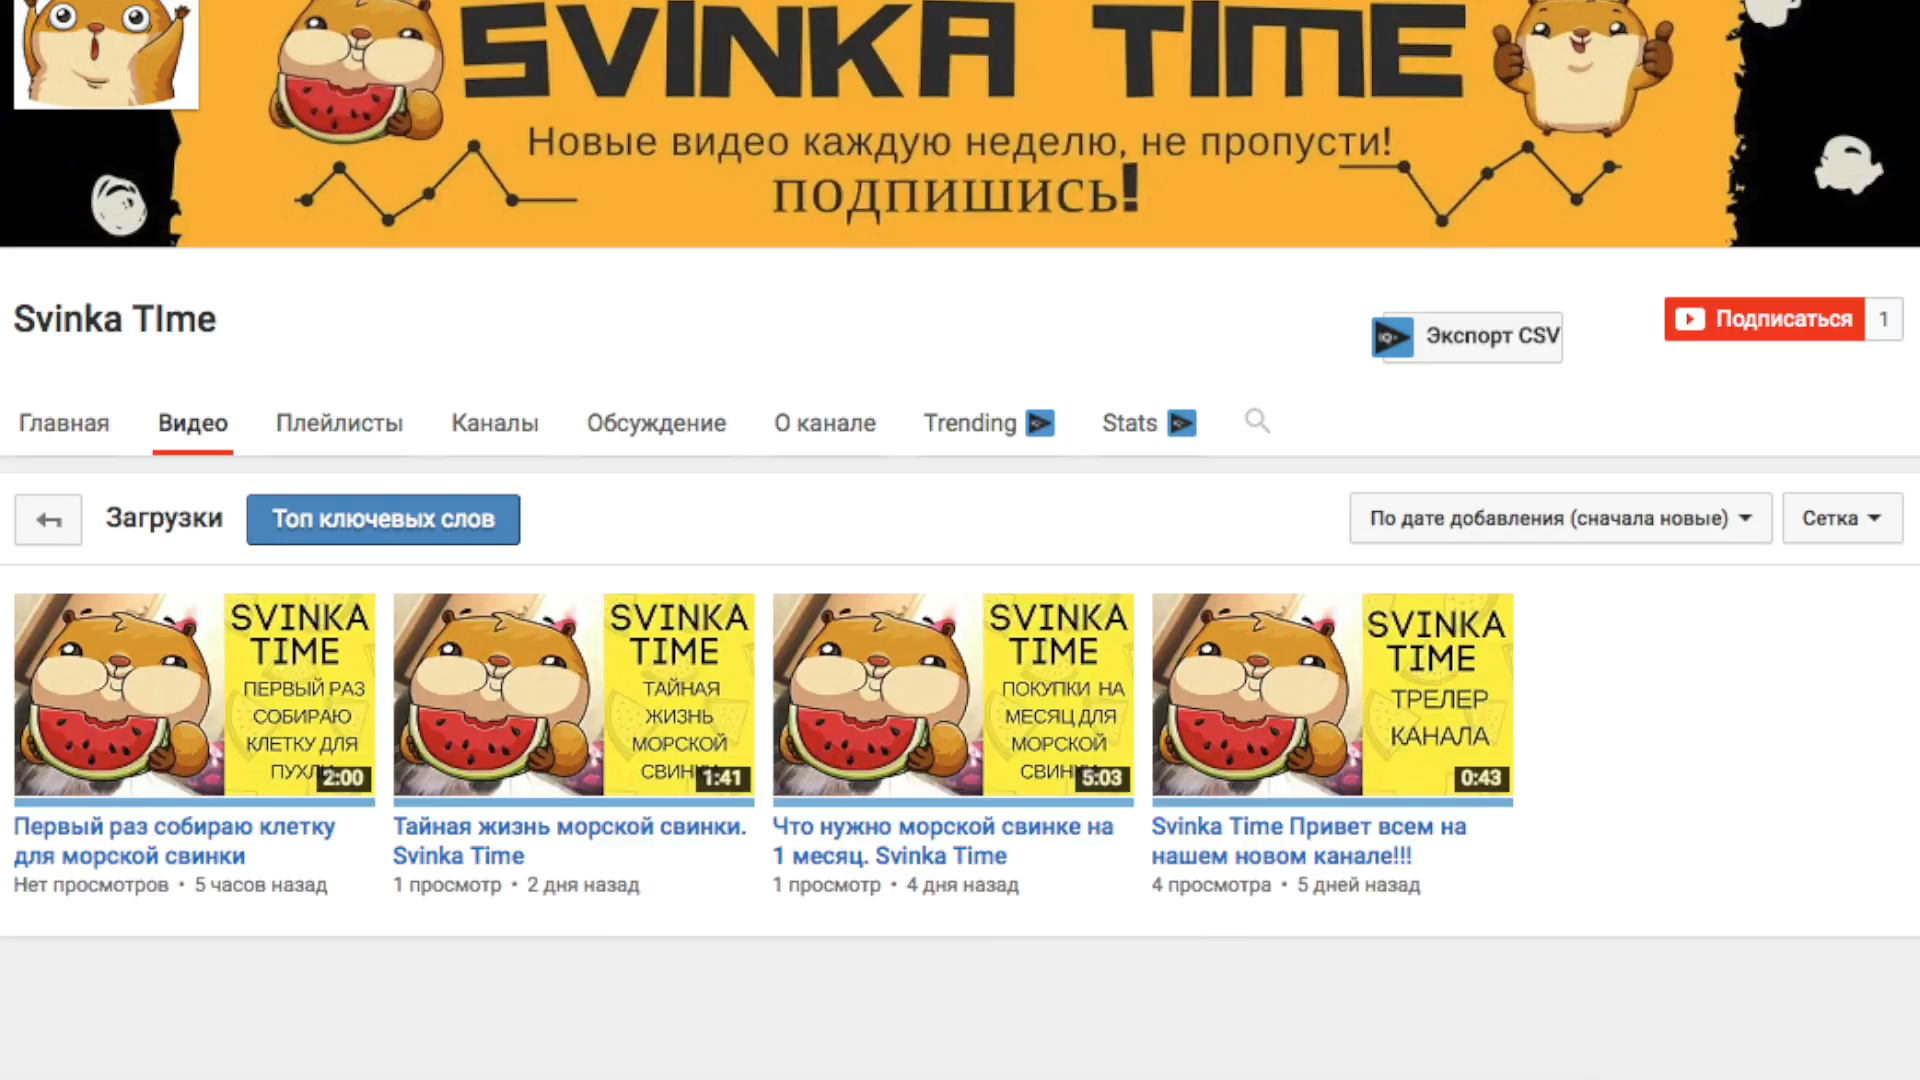 SVINKA TIME
Новые видео каждую неделю, не пропусти!
ПОДПИШИСЬ!
Svinka TIme
IQ
Экспорт CSV
Подписаться 1
Главная Видео Плейлисты Каналы Обсуждение О канале Trending Stats
Загрузки Топ ключевых слов По дате добавления (сначала новые) Сетка
SVINKA
TIME
ПЕРВЫЙ РАЗ
СОБИРАЮ
КЛЕТКУ ДЛЯ
2:00
Первый раз собираю клетку
для морской свинки
Нет просмотров • 5 часов назад
SVINKA
TIME
ТАЙНАЯ
ЖИЗНЬ
МОРСКОЙ
1:41
Тайная жизнь морской свинки.
Svinka Time
1 просмотр • 2 дня назад
SVINKA
TIME
ПОКУПКИ НА
МЕСЯЦ ДЛЯ
МОРСКОЙ
5:03
Что нужно морской свинке на
1 месяц. Svinka Time
1 просмотр • 4 дня назад
SVINKA
TIME
ТРЕЛЕР
КАНАЛА
0:43
Svinka Time Привет всем на
нашем новом канале!!!
4 просмотра • 5 дней назад